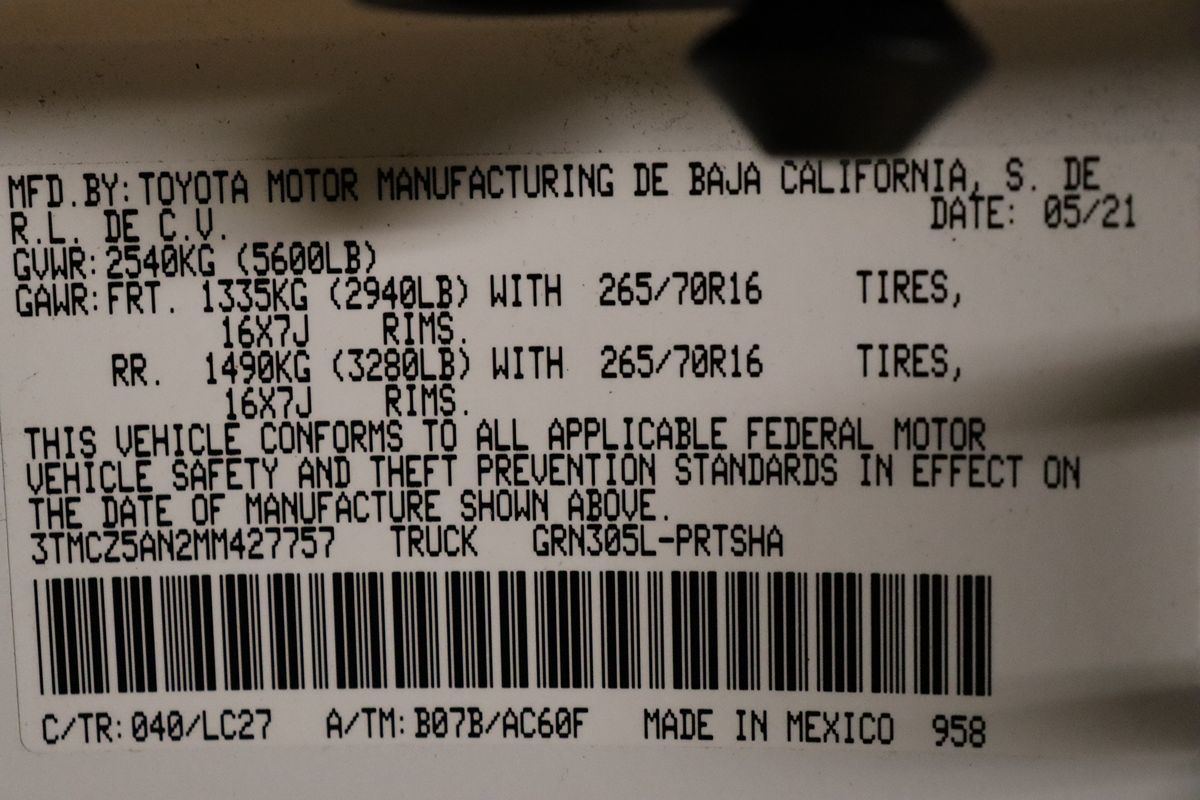 MFD.BY:TOYOTA MOTOR MANUFACTURING DE BAJA CALIFORNIA, S. DE
R.L. DE C.V. DATE: 05/21
GVWR:2540KG (5600LB)
GAWR:FRT. 1335KG (2940LB) WITH 265/70R16 TIRES,
16X7J RIMS.
RR. 1490KG (3280LB) WITH 265/70R16 TIRES,
16X7J RIMS.
THIS VEHICLE CONFORMS TO ALL APPLICABLE FEDERAL MOTOR
VEHICLE SAFETY AND THEFT PREVENTION STANDARDS IN EFFECT ON
THE DATE OF MANUFACTURE SHOWN ABOVE.
3TMCZ5AN2MM427757 TRUCK GRN305L-PRTSHA
C/TR:040/LC27 A/TM:B07B/AC60F MADE IN MEXICO 958